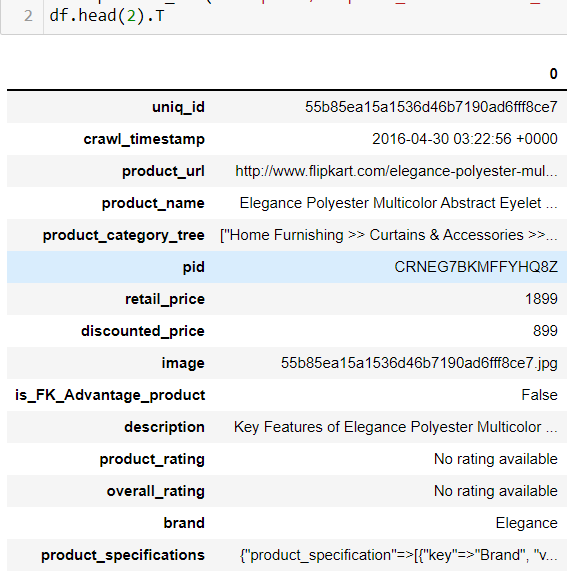 2 df.head(2).T
0
uniq_id 55b85ea15a1536d46b7190ad6fff8ce7
crawl_timestamp 2016-04-30 03:22:56 +0000
product_url http://www.flipkart.com/elegance-polyester-mul...
product_name Elegance Polyester Multicolor Abstract Eyelet ...
product_category_tree ["Home Furnishing >> Curtains & Accessories >>...
pid CRNEG7BKMFFYHQ8Z
retail_price 1899
discounted_price 899
image 55b85ea15a1536d46b7190ad6fff8ce7.jpg
is_FK_Advantage_product False
description Key Features of Elegance Polyester Multicolor ...
product_rating No rating available
overall_rating No rating available
brand Elegance
product_specifications {"product_specification"=>[{"key"=>"Brand", "v...